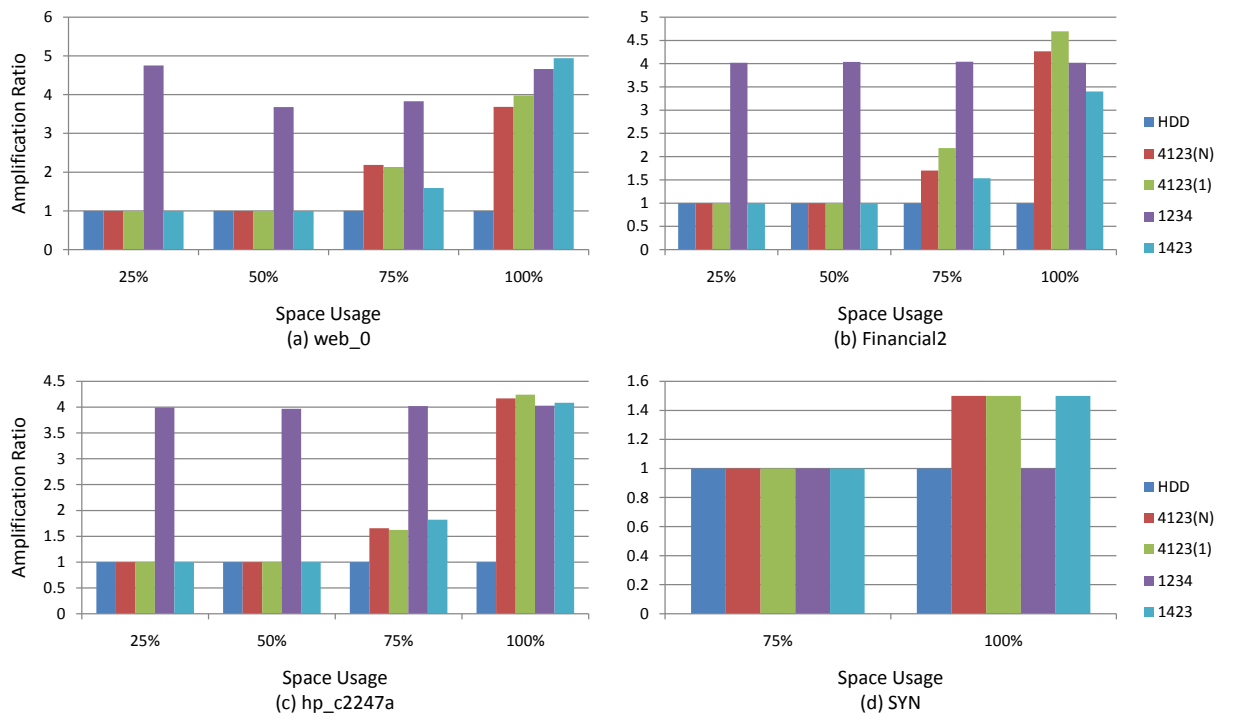 Amplification Ratio
6
5
4
3
2
1
0
25% 50% 75% 100%
Space Usage
(a) web_0
5
4.5
4
3.5
3
2.5
2
1.5
1
0.5
0
25% 50% 75% 100%
Space Usage
(b) Financial2
HDD
4123(N)
4123(1)
1234
1423
Amplification Ratio
4.5
4
3.5
3
2.5
2
1.5
1
0.5
0
25% 50% 75% 100%
Space Usage
(c) hp_c2247a
1.6
1.4
1.2
1
0.8
0.6
0.4
0.2
0
75% 100%
Space Usage
(d) SYN
HDD
4123(N)
4123(1)
1234
1423